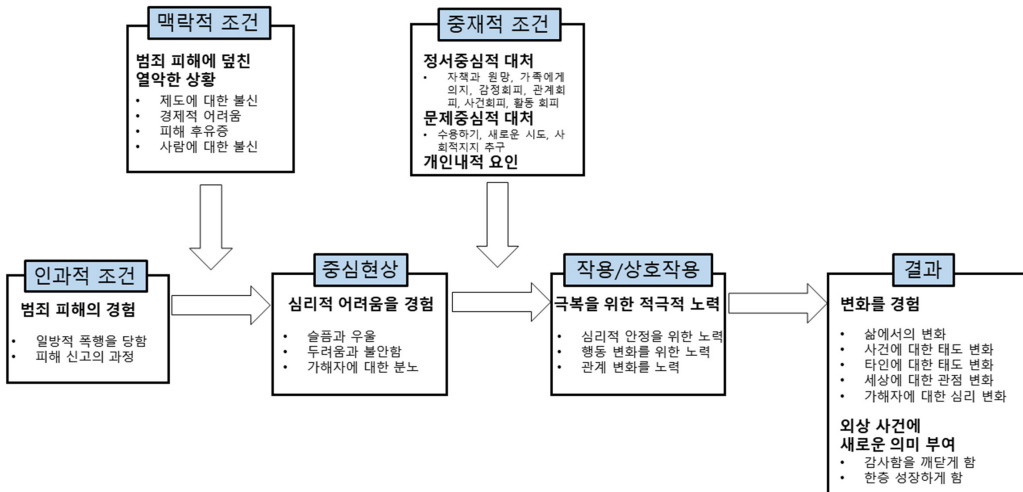 맥락적 조건
범죄 피해에 덮친
열악한 상황
• 제도에 대한 불신
• 경제적 어려움
• 피해 후유증
• 사람에 대한 불신
중재적 조건
정서중심적 대처
• 자책과 원망, 가족에게
의지, 감정회피, 관계회
피, 사건회피, 활동 회피
문제중심적 대처
• 수용하기, 새로운 시도, 사
회적지지 추구
개인내적 요인
인과적 조건
범죄 피해의 경험
• 일방적 폭행을 당함
• 피해 신고의 과정
중심현상
심리적 어려움을 경험
• 슬픔과 우울
• 두려움과 불안함
• 가해자에 대한 분노
작용/상호작용
극복을 위한 적극적 노력
• 심리적 안정을 위한 노력
• 행동 변화를 위한 노력
• 관계 변화를 노력
결과
변화를 경험
• 삶에서의 변화
• 사건에 대한 태도 변화
• 타인에 대한 태도 변화
• 세상에 대한 관점 변화
• 가해자에 대한 심리 변화
외상 사건에
새로운 의미 부여
• 감사함을 깨닫게 함
• 한층 성장하게 함